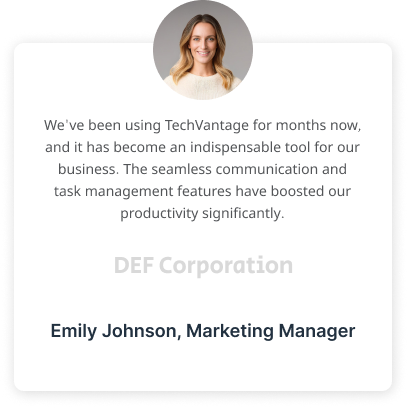 We've been using TechVantage for months now,
and it has become an indispensable tool for our
business. The seamless communication and
task management features have boosted our
productivity significantly.
DEF Corporation
Emily Johnson, Marketing Manager